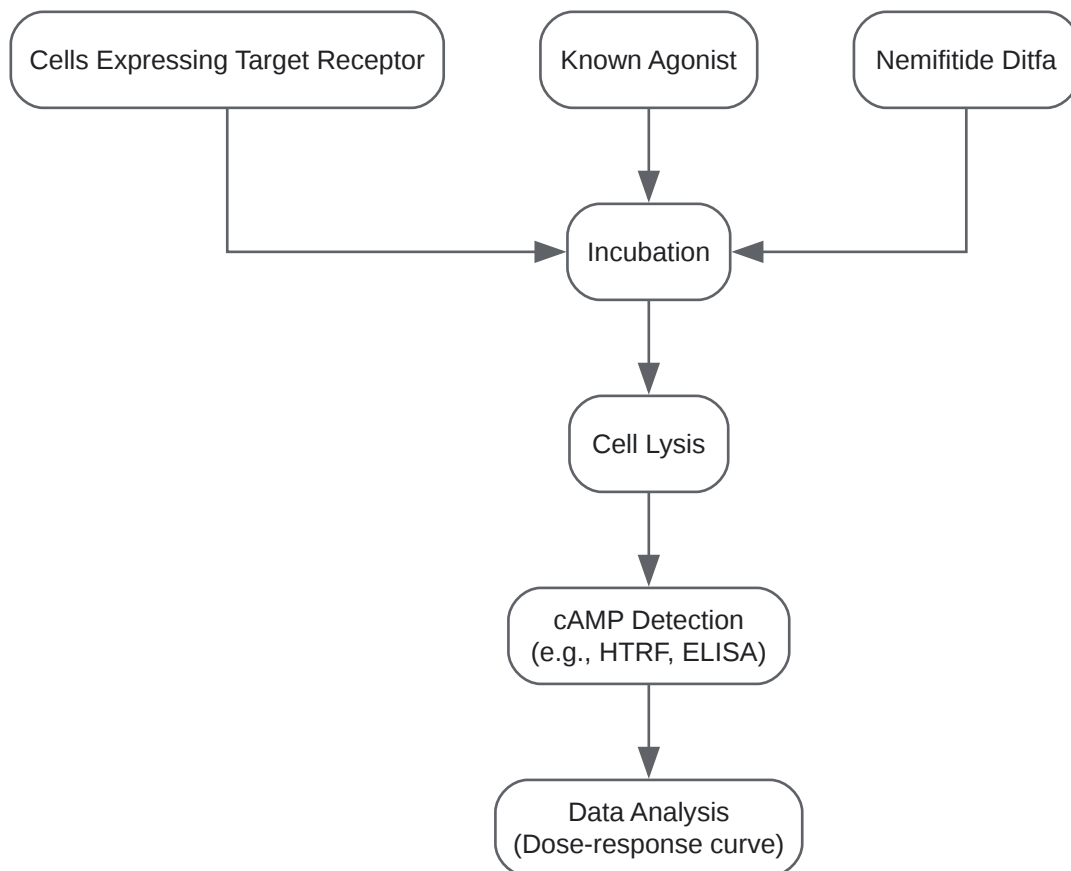 Cells Expressing Target Receptor
Known Agonist
Nemifitide Ditfa
Incubation
Cell Lysis
cAMP Detection
(e.g., HTRF, ELISA)
Data Analysis
(Dose-response curve)